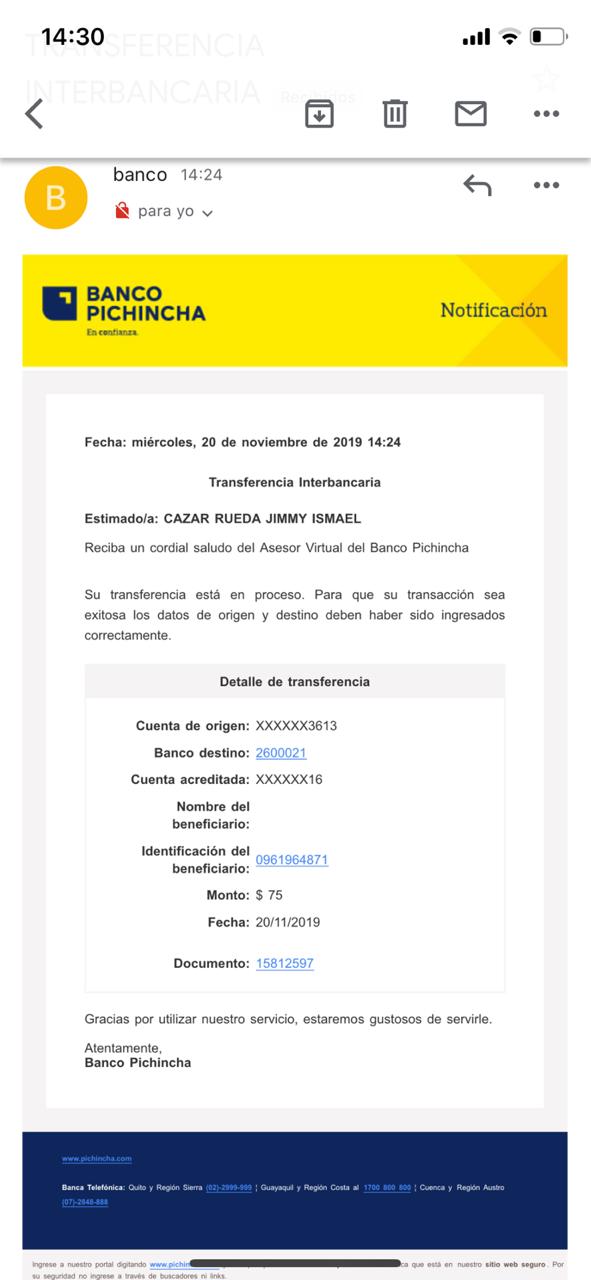 14:30
TRANSFERENCIA
INTERBANCARIA Recibidos
B
banco 14:24
para yo
BANCO
PICHINCHA
En confianza.
Notificación
Fecha: miércoles, 20 de noviembre de 2019 14:24
Transferencia Interbancaria
Estimado/a: CAZAR RUEDA JIMMY ISMAEL
Reciba un cordial saludo del Asesor Virtual del Banco Pichincha
Su transferencia está en proceso. Para que su transacción sea
exitosa los datos de origen y destino deben haber sido ingresados
correctamente.
Detalle de transferencia
Cuenta de origen: XXXXXX3613
Banco destino: 2600021
Cuenta acreditada: XXXXXX16
Nombre del
beneficiario:
Identificación del
beneficiario: 0961964871
Monto: $ 75
Fecha: 20/11/2019
Documento: 15812597
Gracias por utilizar nuestro servicio, estaremos gustosos de servirle.
Atentamente,
Banco Pichincha
www.pichincha.com
Banca Telefónica: Quito y Región Sierra (02)-2999-999 ¦ Guayaquil y Región Costa al 1700 800 800 ¦ Cuenca y Región Austro
(07)-2848-888
Ingrese a nuestro portal digitando www.pichin que está en nuestro sitio web seguro. Por
su seguridad no ingrese a través de buscadores ni links.